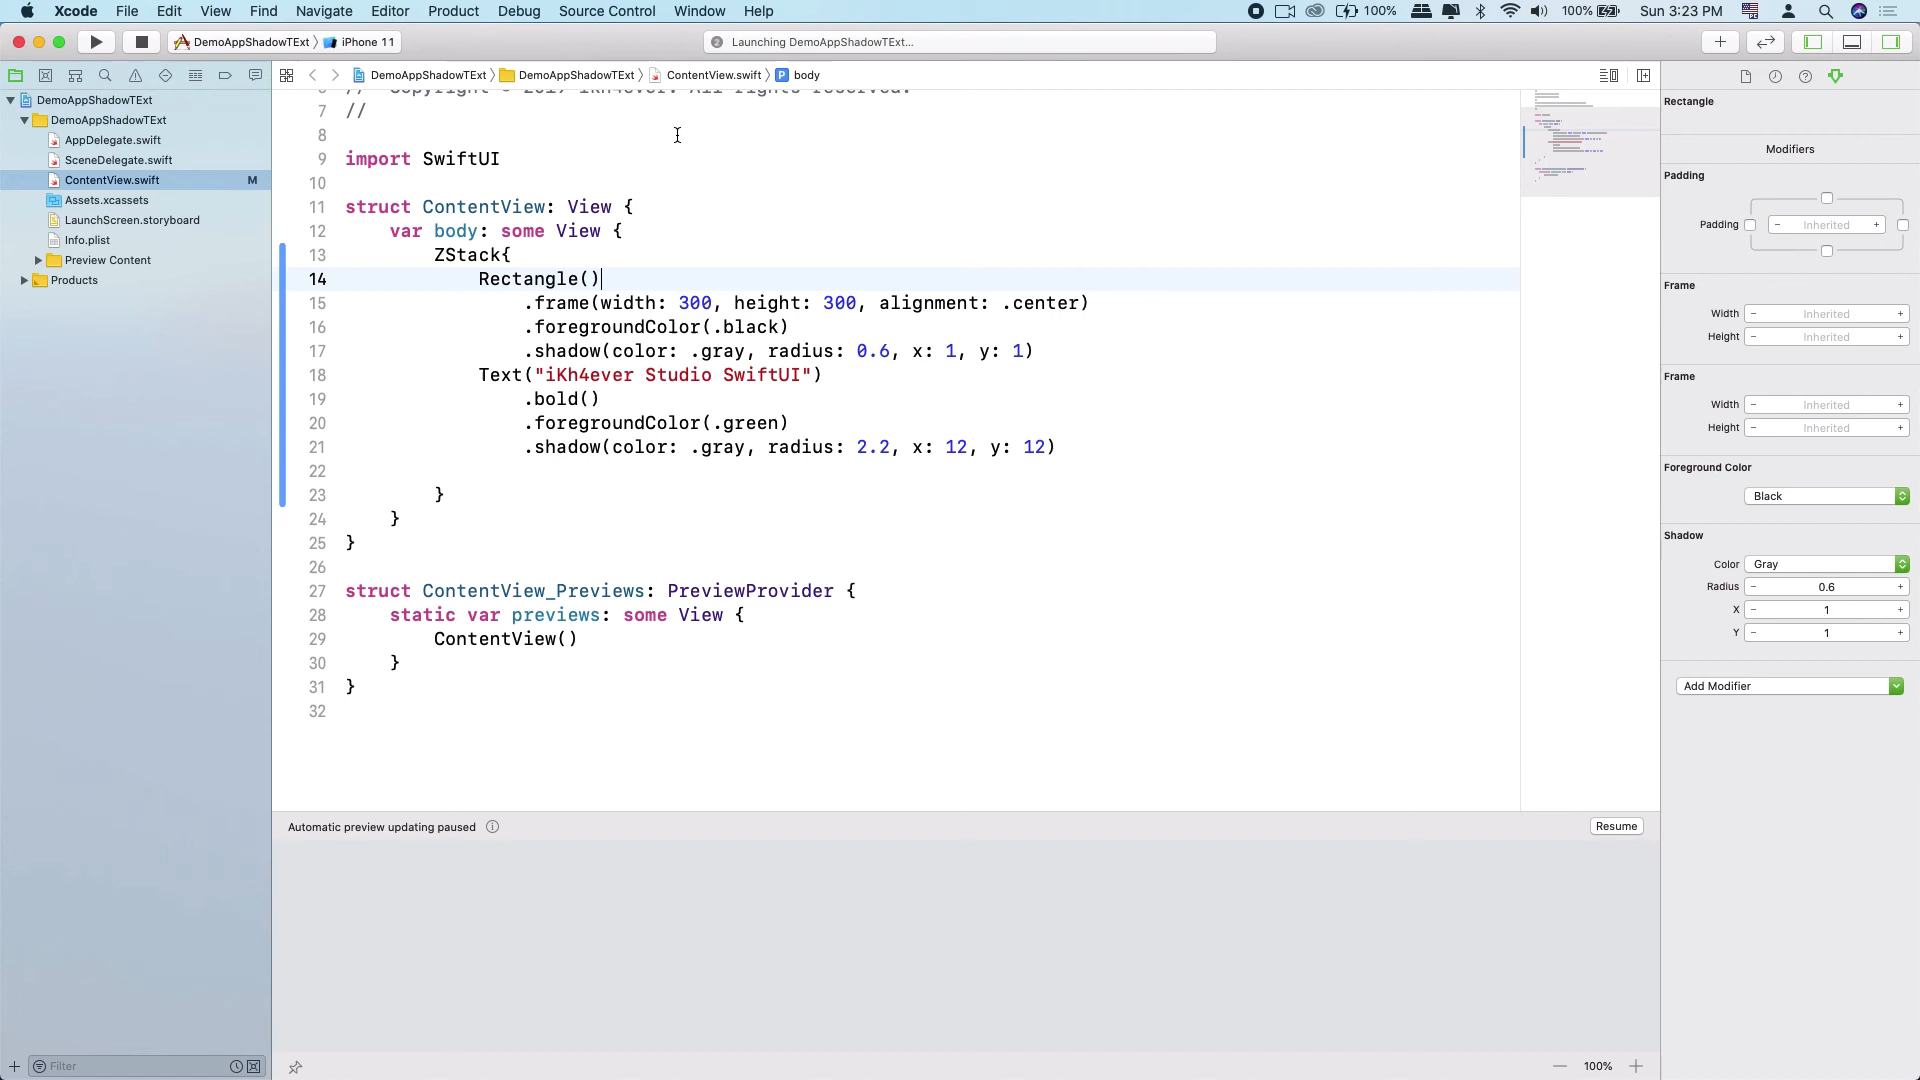 Xcode File Edit View Find Navigate Editor Product Debug Source Control Window Help 100% 100% Sun 3:23 PM
DemoAppShadowTExt iPhone 11 2 Launching DemoAppShadowTExt...
DemoAppShadowTExt DemoAppShadowTExt ContentView.swift P body
DemoAppShadowTExt
DemoAppShadowTExt
AppDelegate.swift
SceneDelegate.swift
ContentView.swift M
Assets.xcassets
LaunchScreen.storyboard
Info.plist
Preview Content
Products
Filter
6 // Copyright © 2019 iKh4ever. All rights reserved.
7 //
8
9 import SwiftUI
10
11 struct ContentView: View {
12 var body: some View {
13 ZStack{
14 Rectangle()
15 .frame(width: 300, height: 300, alignment: .center)
16 .foregroundColor(.black)
17 .shadow(color: .gray, radius: 0.6, x: 1, y: 1)
18 Text("iKh4ever Studio SwiftUI")
19 .bold()
20 .foregroundColor(.green)
21 .shadow(color: .gray, radius: 2.2, x: 12, y: 12)
22
23 }
24 }
25 }
26
27 struct ContentView_Previews: PreviewProvider {
28 static var previews: some View {
29 ContentView()
30 }
31 }
32
Automatic preview updating paused Resume
100%
Rectangle
Modifiers
Padding
Padding Inherited
Frame
Width Inherited
Height Inherited
Frame
Width Inherited
Height Inherited
Foreground Color
Black
Shadow
Color Gray
Radius 0.6
X 1
Y 1
Add Modifier